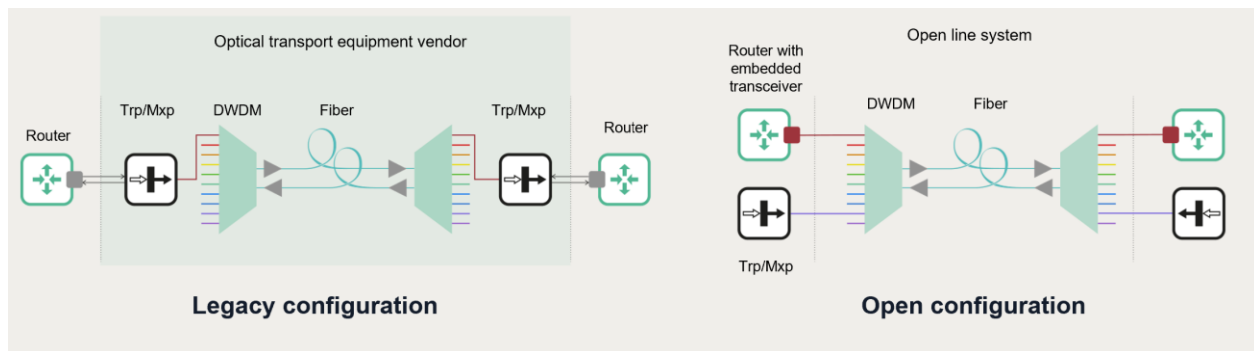 Optical transport equipment vendor
Trp/Mxp
DWDM
Fiber
Trp/Mxp
Router
Router
Legacy configuration
Open line system
Router with
embedded
transceiver
DWDM
Fiber
Trp/Mxp
Open configuration